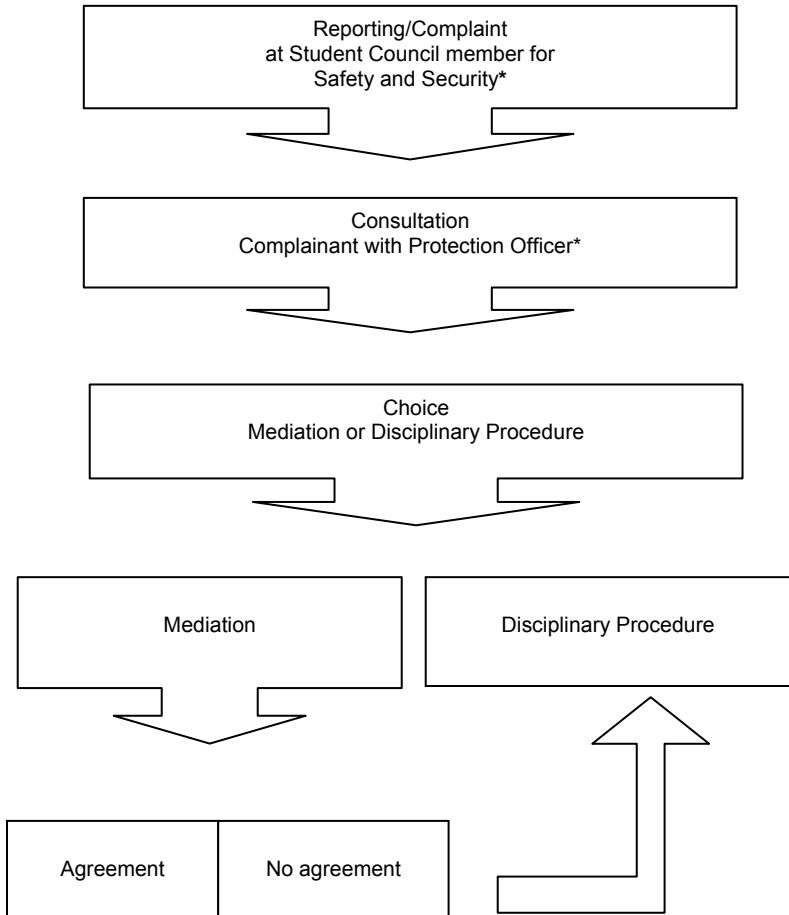 Reporting/Complaint
at Student Council member for
Safety and Security*
Consultation
Complainant with Protection Officer*
Choice
Mediation or Disciplinary Procedure
Mediation
Disciplinary Procedure
Agreement
No agreement